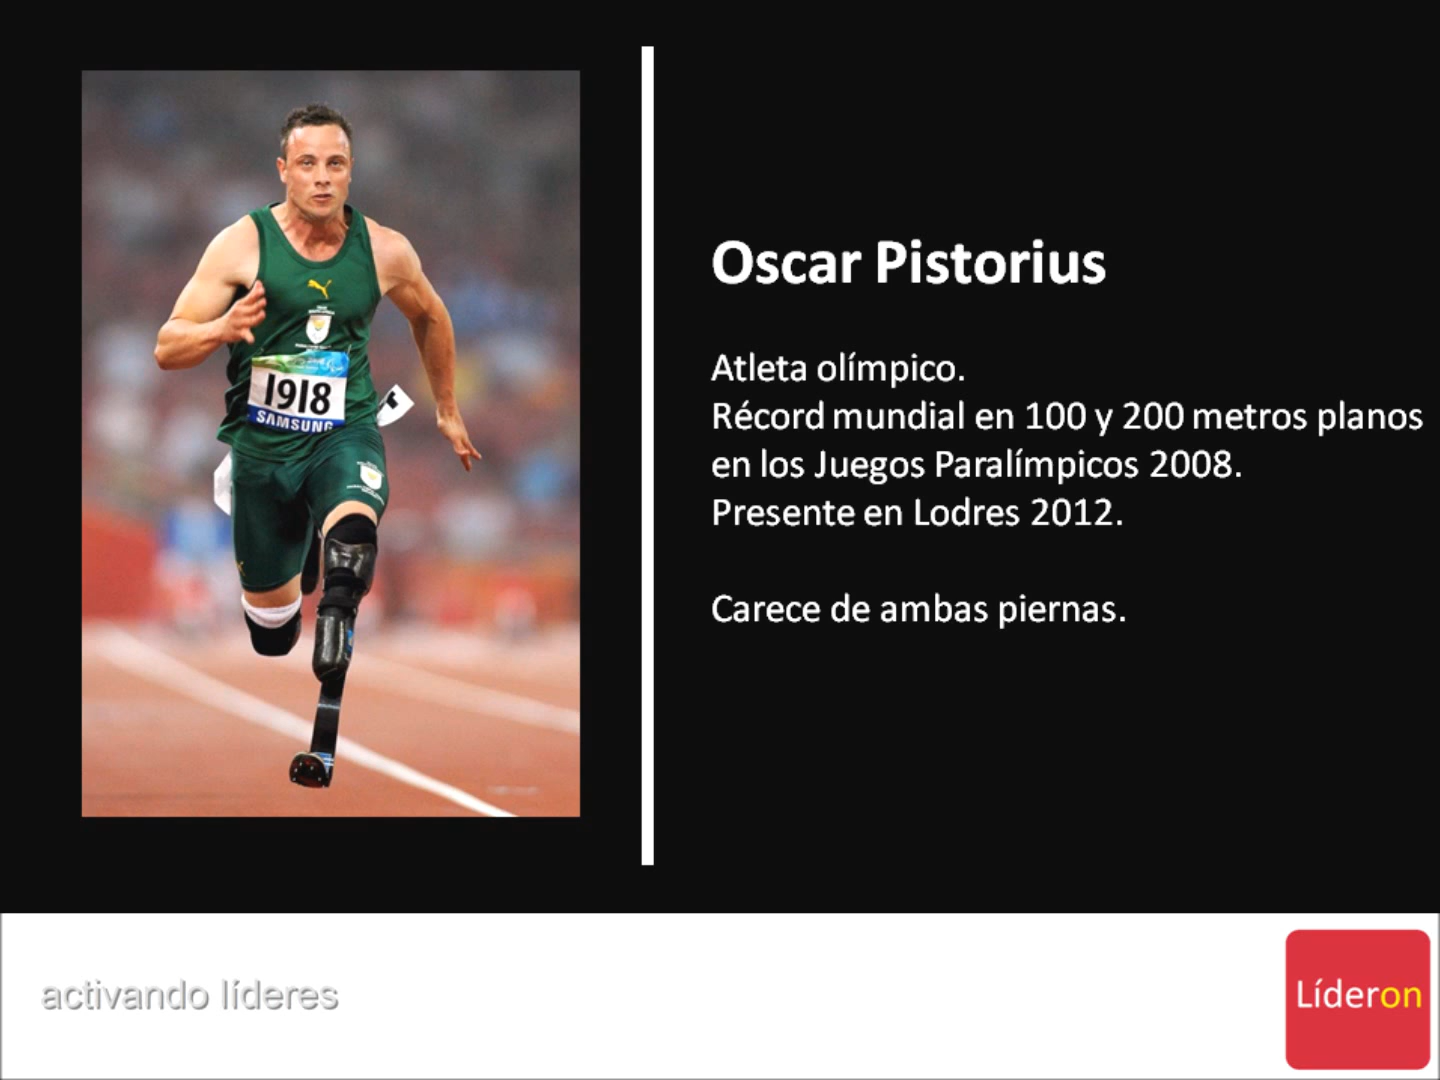 1918
SAMSUNG
Oscar Pistorius
Atleta olímpico.
Récord mundial en 100 y 200 metros planos
en los Juegos Paralímpicos 2008.
Presente en Lodres 2012.
Carece de ambas piernas.
activando líderes
Líderon